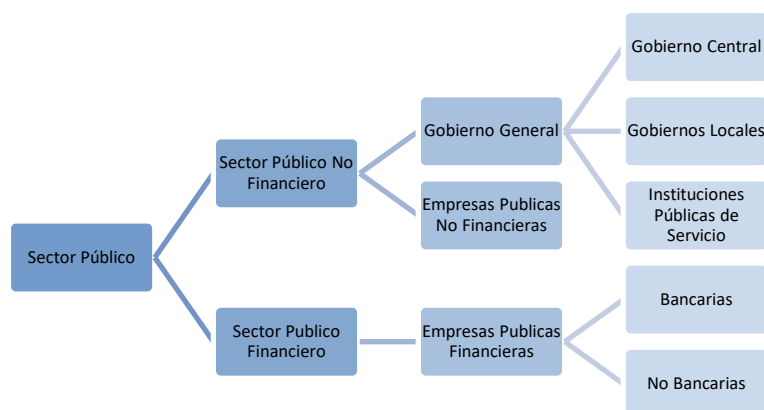 Sector Público
Sector Público No
Financiero
Gobierno General
Gobierno Central
Gobiernos Locales
Instituciones
Públicas de
Servicio
Empresas Publicas
No Financieras
Sector Publico
Financiero
Empresas Publicas
Financieras
Bancarias
No Bancarias